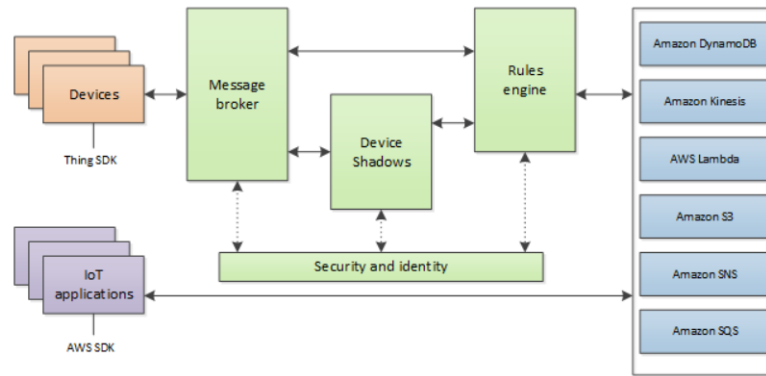 Devices
Thing SDK
Message
broker
Device
Shadows
Rules
engine
Security and identity
IoT
applications
AWS SDK
Amazon DynamoDB
Amazon Kinesis
AWS Lambda
Amazon S3
Amazon SNS
Amazon SQS